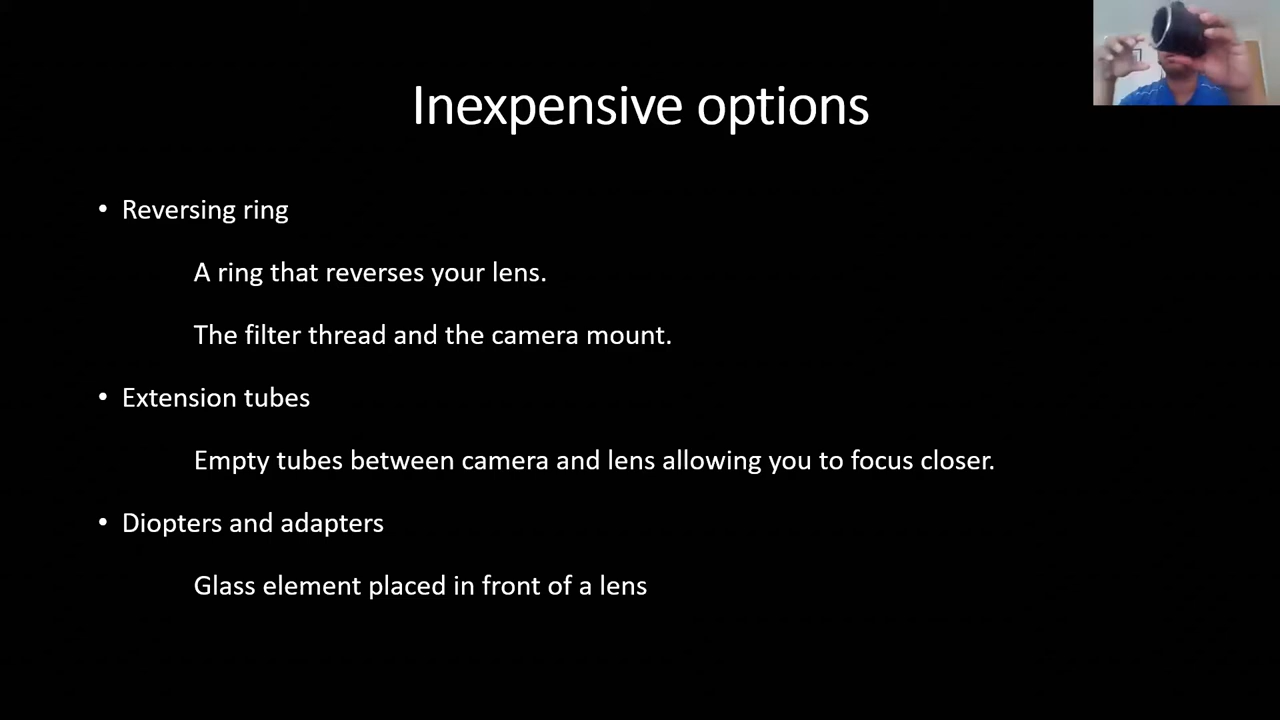 Inexpensive options
• Reversing ring
A ring that reverses your lens.
The filter thread and the camera mount.
• Extension tubes
Empty tubes between camera and lens allowing you to focus closer.
• Diopters and adapters
Glass element placed in front of a lens